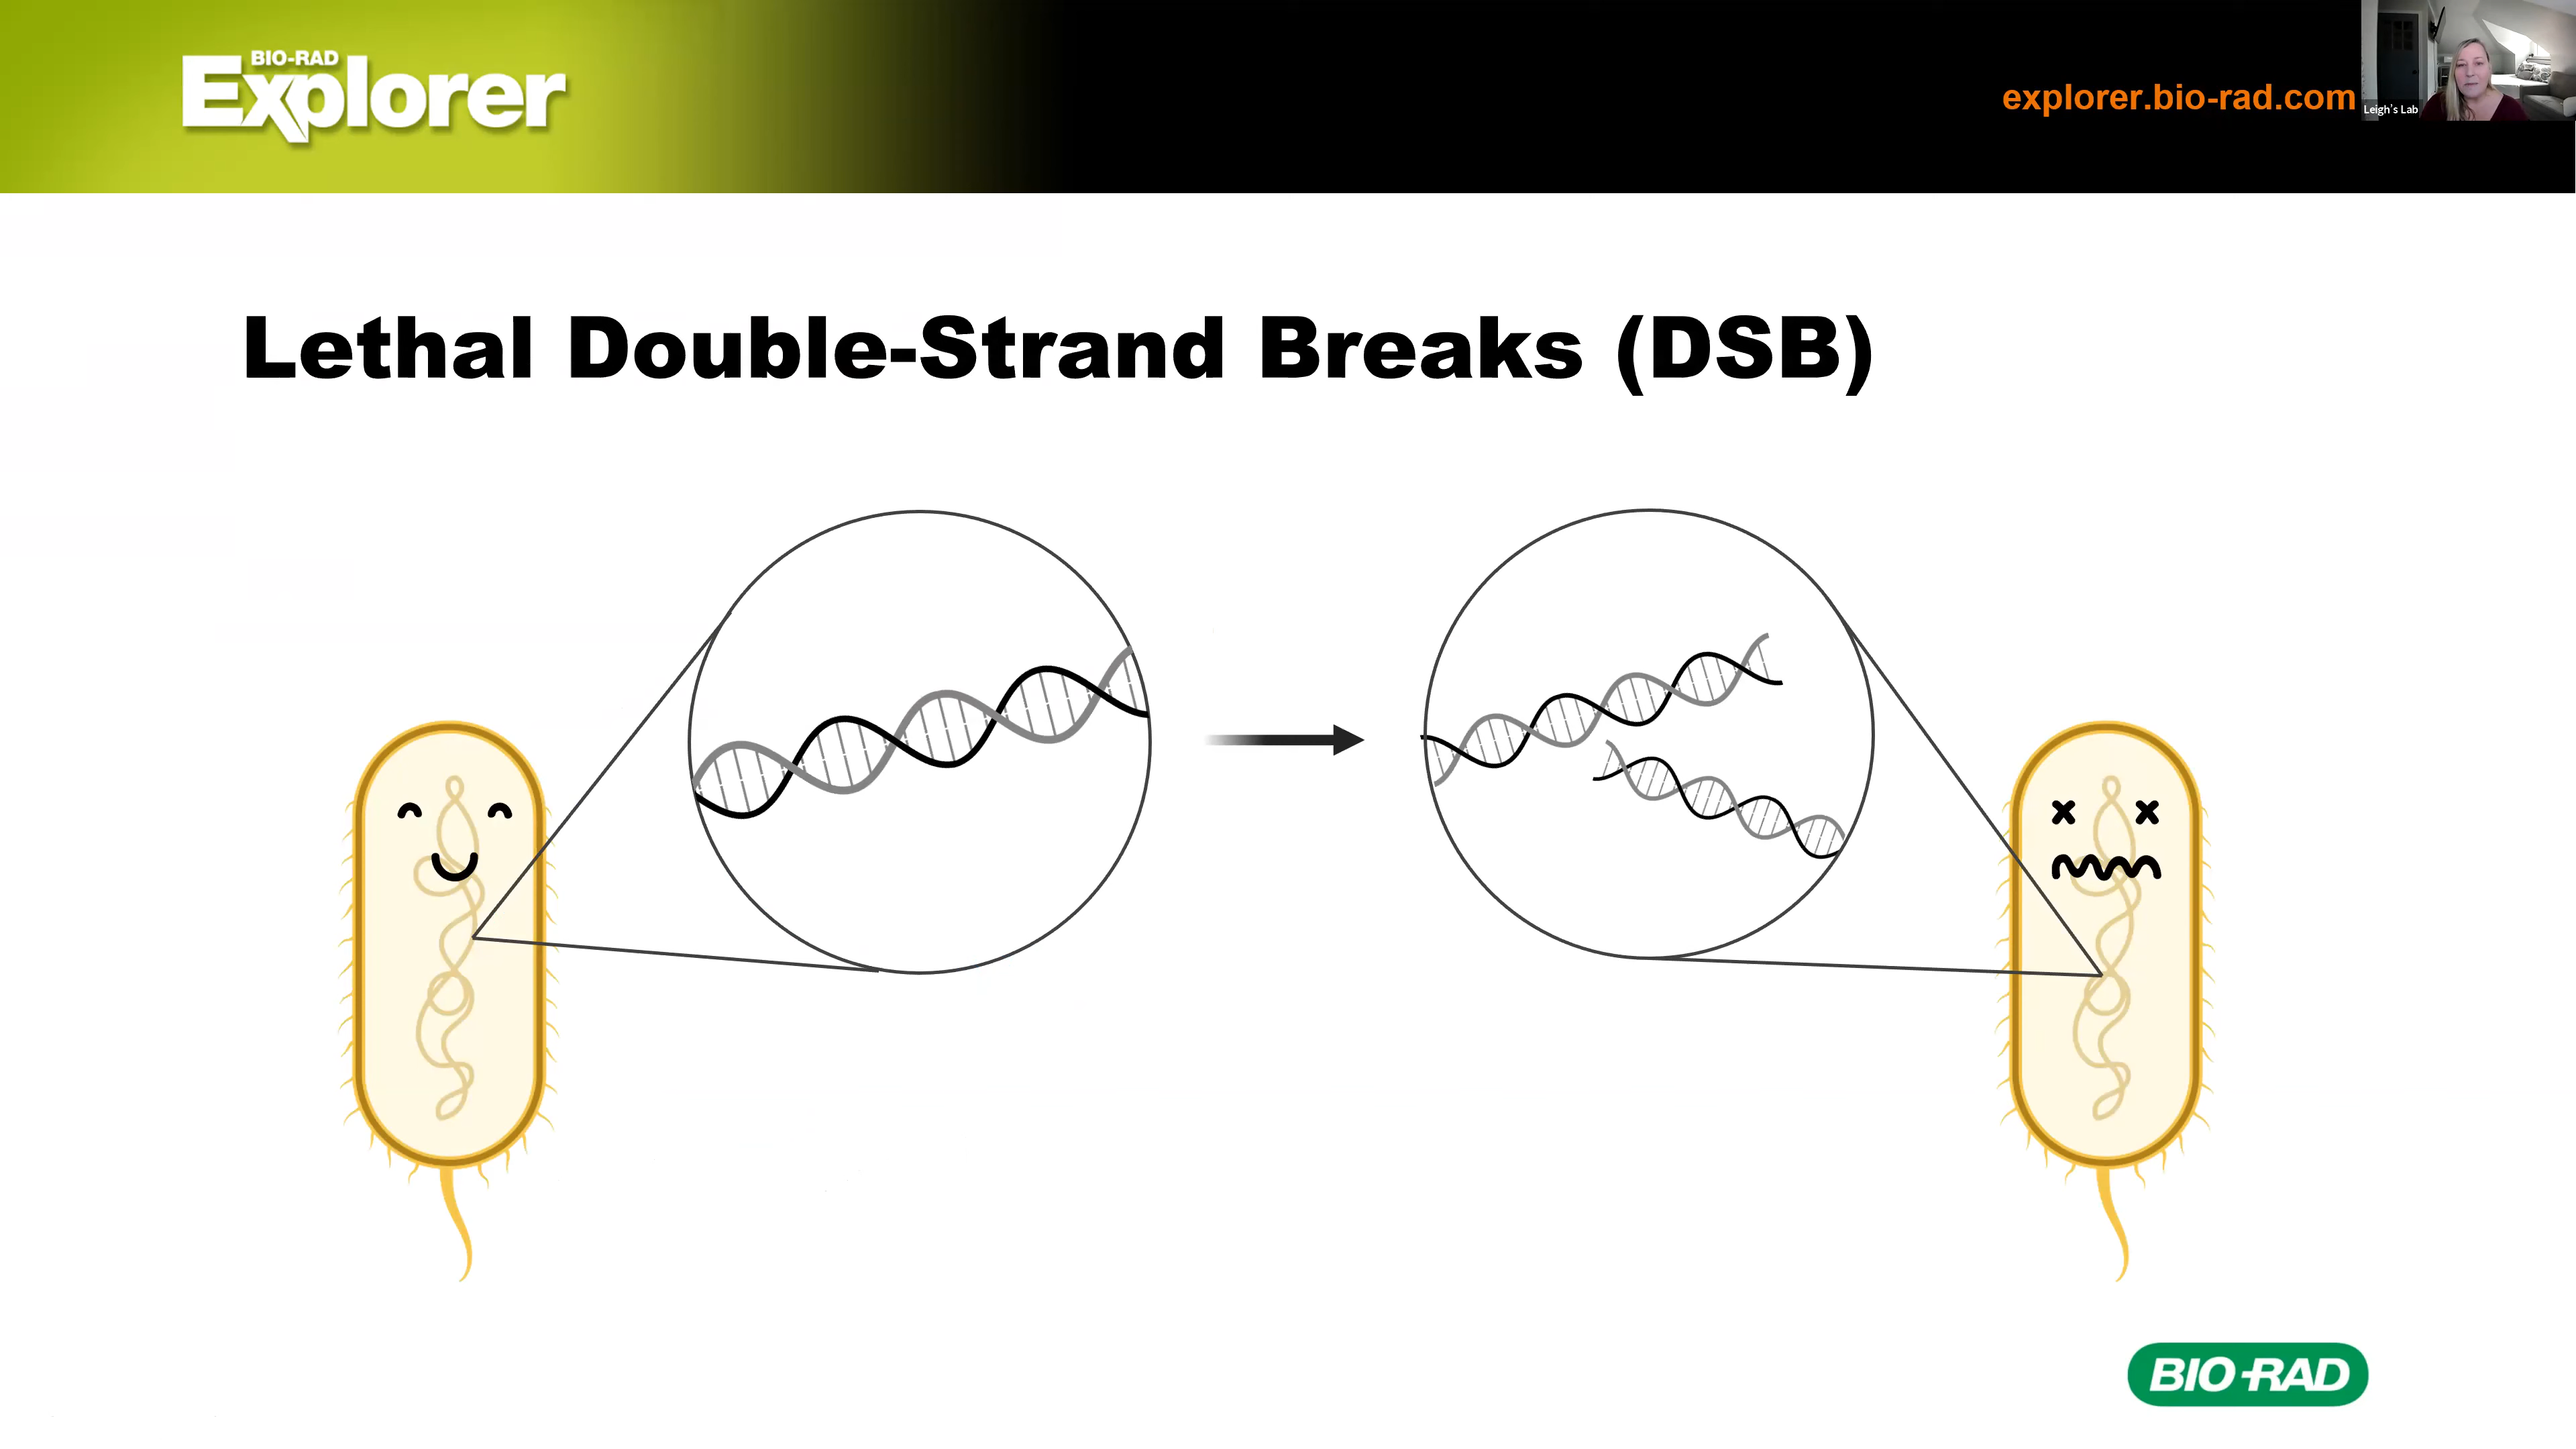 BIO-RAD
Explorer
explorer.bio-rad.com
Leigh's Lab
Lethal Double-Strand Breaks (DSB)
BIO-RAD